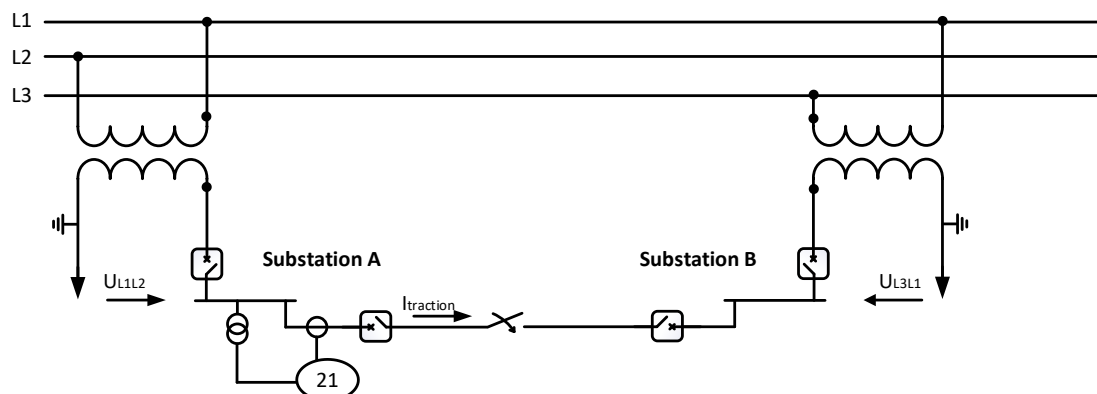 L1
L2
L3
Substation A
Substation B
UL1L2
UL3L1
Itraction
21